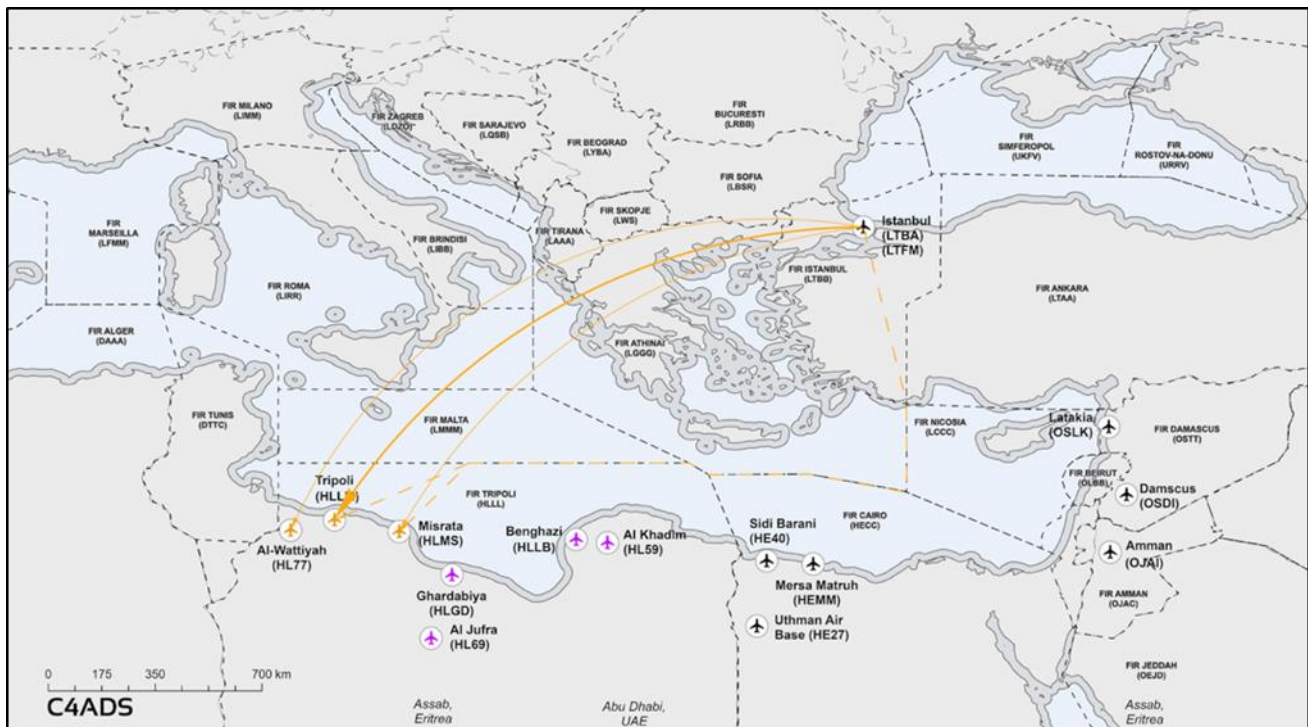 FIR MILANO
(LIMM)
FIR ZAGREB
(LDZO)
FIR SARAJEVO
(LQSB)
FIR BEOGRAD
(LYBA)
FIR
BUCURESTI
(LRBB)
FIR
SIMFEROPOL
(UKFV)
FIR
ROSTOV-NA-DONU
(URRV)
FIR SOFIA
(LBSR)
FIR
MARSEILLA
(LFMM)
FIR SKOPJE
(LWS)
FIR TIRANA
(LAAA)
FIR BRINDISI
(LIBB)
Istanbul
(LTBA)
(LTFM)
FIR ISTANBUL
(LTBB)
FIR ANKARA
(LTAA)
FIR ROMA
(LIRR)
FIR ALGER
(DAAA)
FIR ATHINAI
(LGGG)
FIR TUNIS
(DTTC)
FIR MALTA
(LMMM)
FIR NICOSIA
(LCCC)
Latakia
(OSLK)
FIR DAMASCUS
(OSTT)
FIR BEIRUT
(OLBB)
Tripoli
FIR TRIPOLI
(HLLL)
Damscus
(OSDI)
Al-Wattiyah
(HL77)
Misrata
(HLMS)
Benghazi
(HLLB)
Al Khadim
(HL59)
Sidi Barani
(HE40)
FIR CAIRO
(HECC)
Amman
(OJAI)
Ghardabiya
(HLGD)
Mersa Matruh
(HEMM)
FIR AMMAN
(OJAC)
Al Jufra
(HL69)
Uthman Air
Base (HE27)
FIR JEDDAH
(OEJD)
0 175 350 700 km
C4ADS
Assab,
Eritrea
Abu Dhabi,
UAE
Assab,
Eritrea